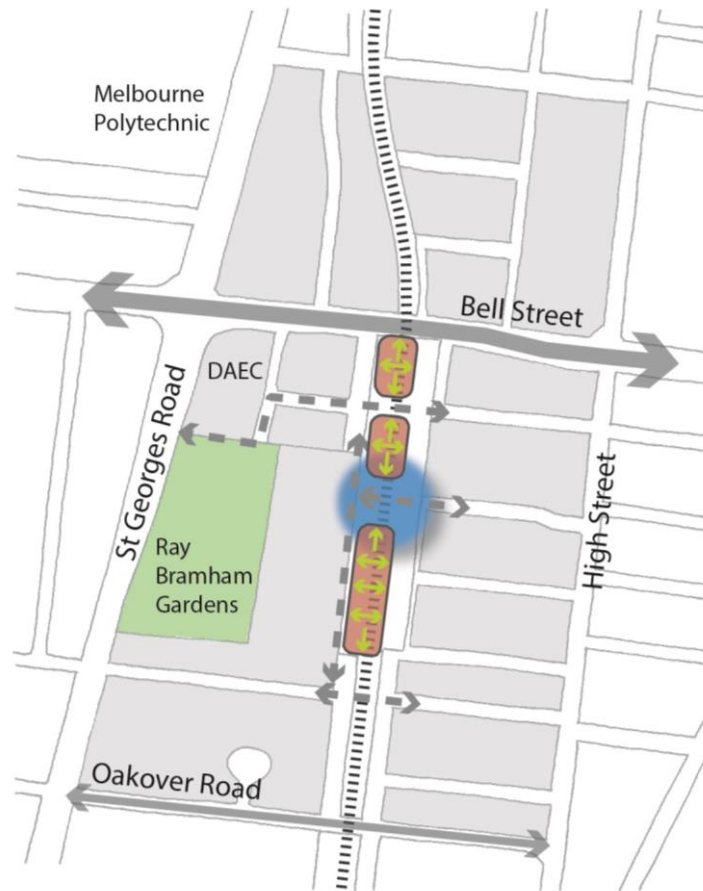 Melbourne
Polytechnic
Bell Street
DAEC
St Georges Road
High Street
Ray
Bramham
Gardens
Oakover Road